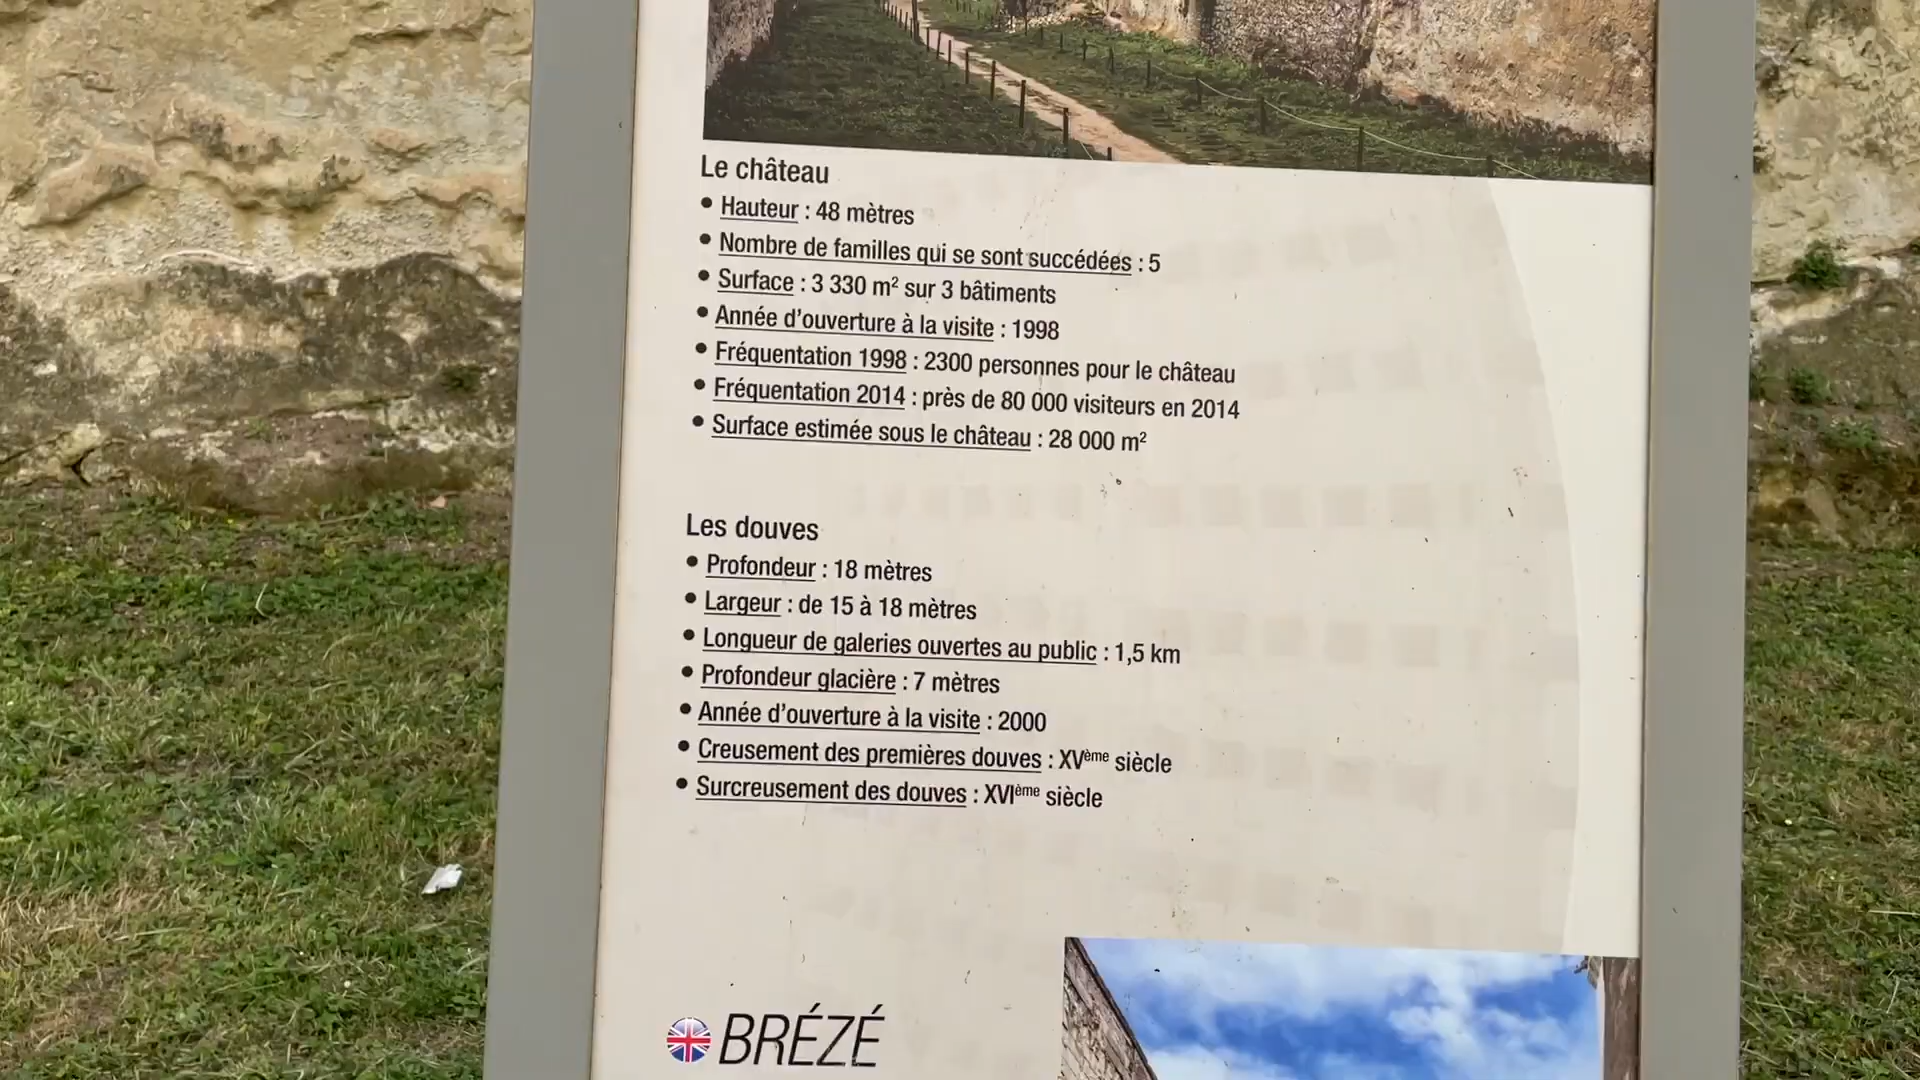 Le château
• Hauteur : 48 mètres
• Nombre de familles qui se sont succédées : 5
• Surface : 3 330 m² sur 3 bâtiments
• Année d’ouverture à la visite : 1998
• Fréquentation 1998 : 2300 personnes pour le château
• Fréquentation 2014 : près de 80 000 visiteurs en 2014
• Surface estimée sous le château : 28 000 m²
Les douves
• Profondeur : 18 mètres
• Largeur : de 15 à 18 mètres
• Longueur de galeries ouvertes au public : 1,5 km
• Profondeur glacière : 7 mètres
• Année d’ouverture à la visite : 2000
• Creusement des premières douves : XVème siècle
• Surcreusement des douves : XVIème siècle
BRÉZÉ